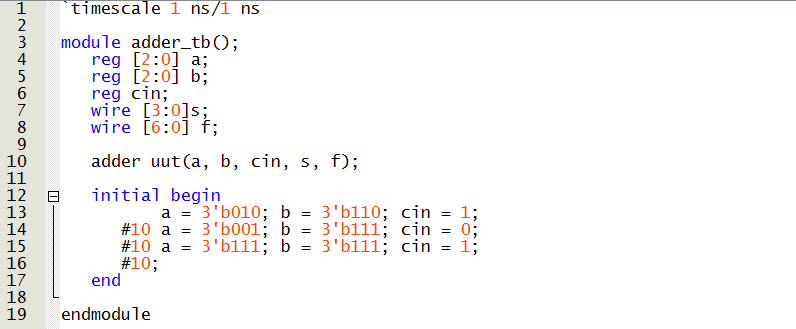 1 `timescale 1 ns/1 ns
2
3 module adder_tb();
4 reg [2:0] a;
5 reg [2:0] b;
6 reg cin;
7 wire [3:0]s;
8 wire [6:0] f;
9
10 adder uut(a, b, cin, s, f);
11
12 initial begin
13 a = 3'b010; b = 3'b110; cin = 1;
14 #10 a = 3'b001; b = 3'b111; cin = 0;
15 #10 a = 3'b111; b = 3'b111; cin = 1;
16 #10;
17 end
18
19 endmodule